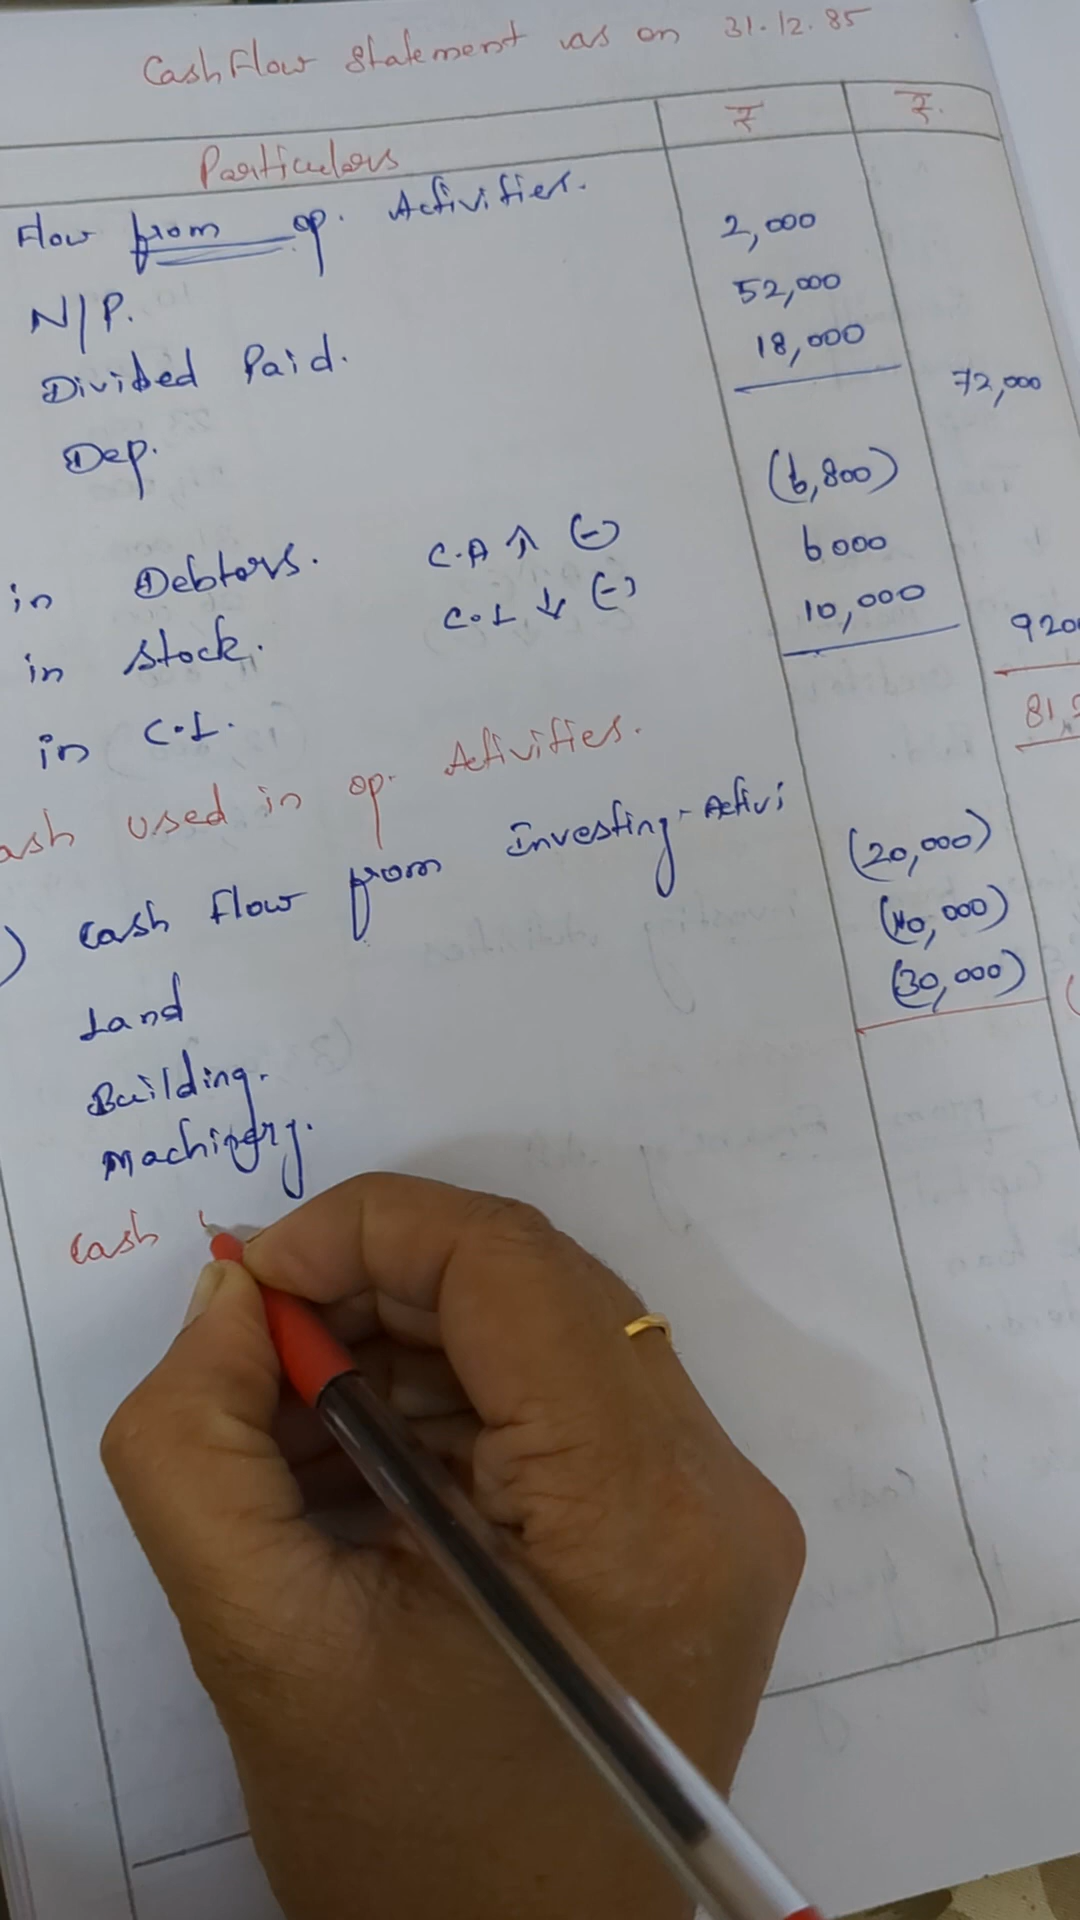 Cash Flow Statement as on 31.12.85
Particulars ₹ ₹.
Flow from op. Activities.
N/P. 2,000
Divided Paid. 52,000
Dep. 18,000 72,000
in Debtors. C.A ↑ (-) (6,800)
in Stock. C.L ↓ (-) 6000
in C.L. 10,000 920
81,
ash used in op. Activities.
) Cash flow from Investing-Activi
Land (20,000)
Building. (40,000)
Machinery. (30,000) (
Cash